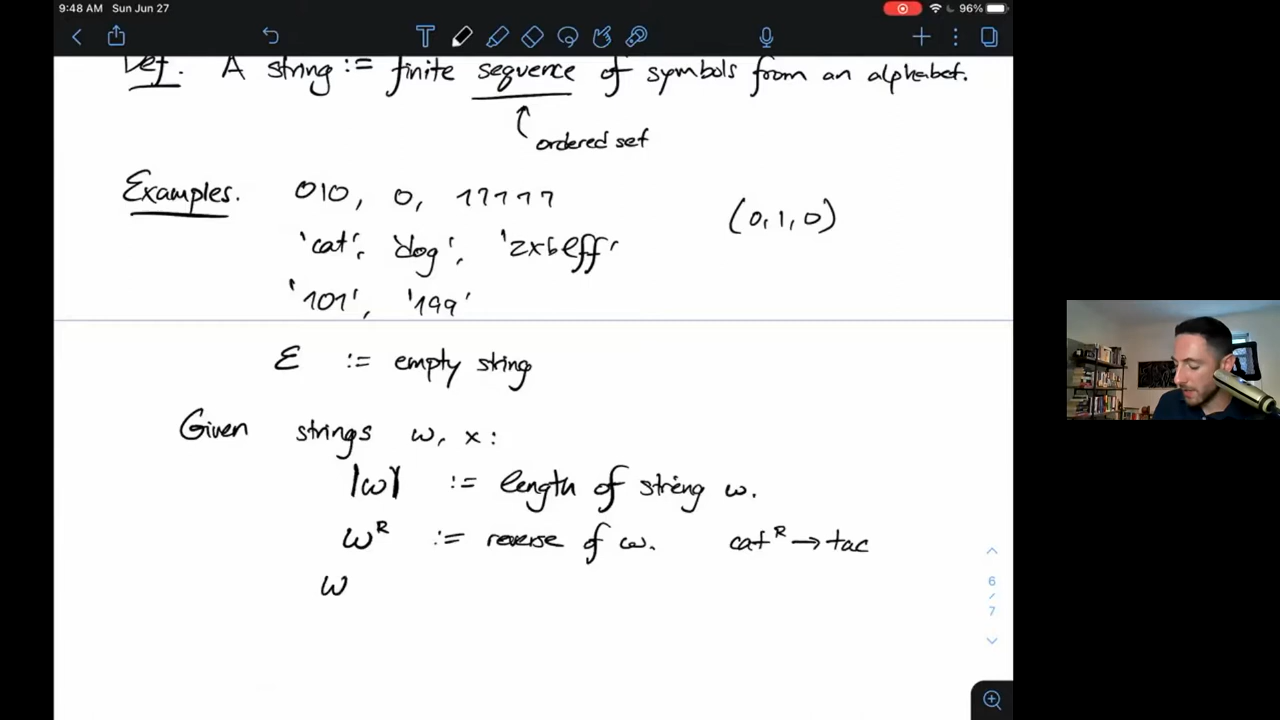 9:48 AM Sun Jun 27 96%
T
Def. A string := finite sequence of symbols from an alphabet.
ordered set
Examples. 010, 0, 11111 (0,1,0)
'cat', 'dog', 'zxbeff'
'101', '199'
ε := empty string
Given strings w, x:
|w| := length of string w.
w^R := reverse of w. cat^R → tac
w
6
/
7